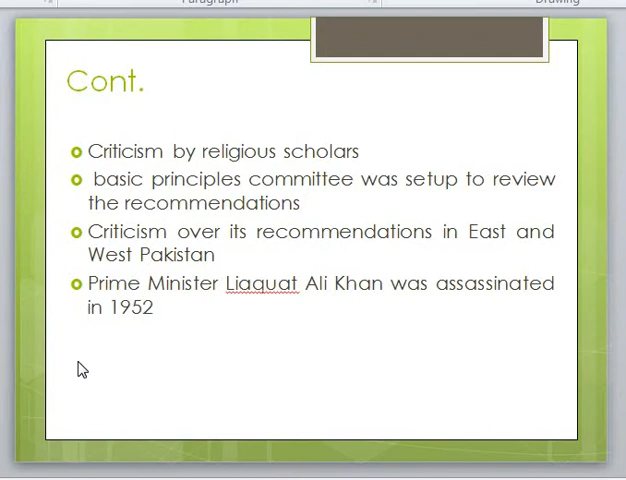 Paragraph
Drawing
Cont.
Criticism by religious scholars
basic principles committee was setup to review
the recommendations
Criticism over its recommendations in East and
West Pakistan
Prime Minister Liaquat Ali Khan was assassinated
in 1952